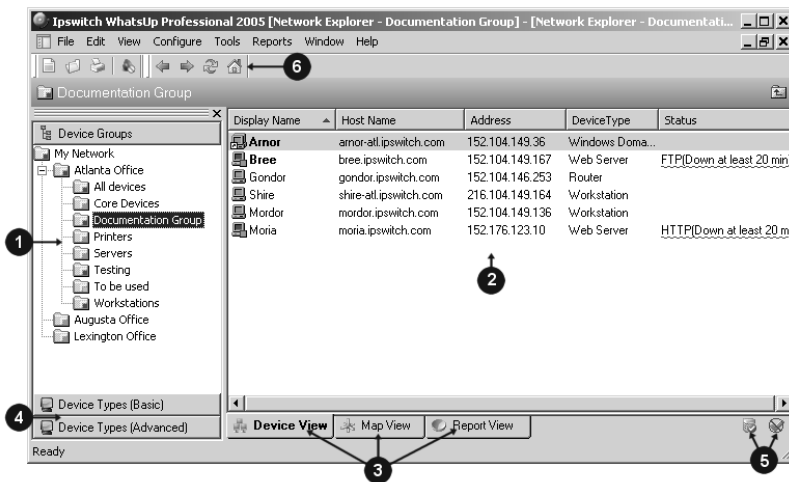 Ipswitch WhatsUp Professional 2005 [Network Explorer - Documentation Group] - [Network Explorer - Documentati...
File Edit View Configure Tools Reports Window Help
6
Documentation Group
Device Groups
My Network
Atlanta Office
All devices
Core Devices
Documentation Group
Printers
Servers
Testing
To be used
Workstations
Augusta Office
Lexington Office
1
Device Types (Basic)
Device Types (Advanced)
4
Display Name Host Name Address DeviceType Status
Arnor arnor-atl.ipswitch.com 152.104.149.36 Windows Doma...
Bree bree.ipswitch.com 152.104.149.167 Web Server FTP(Down at least 20 min)
Gondor gondor.ipswitch.com 152.104.146.253 Router
Shire shire-atl.ipswitch.com 216.104.149.164 Workstation
Mordor mordor.ipswitch.com 152.104.149.136 Workstation
Moria moria.ipswitch.com 152.176.123.10 Web Server HTTP(Down at least 20 m
2
Device View Map View Report View
3
5
Ready